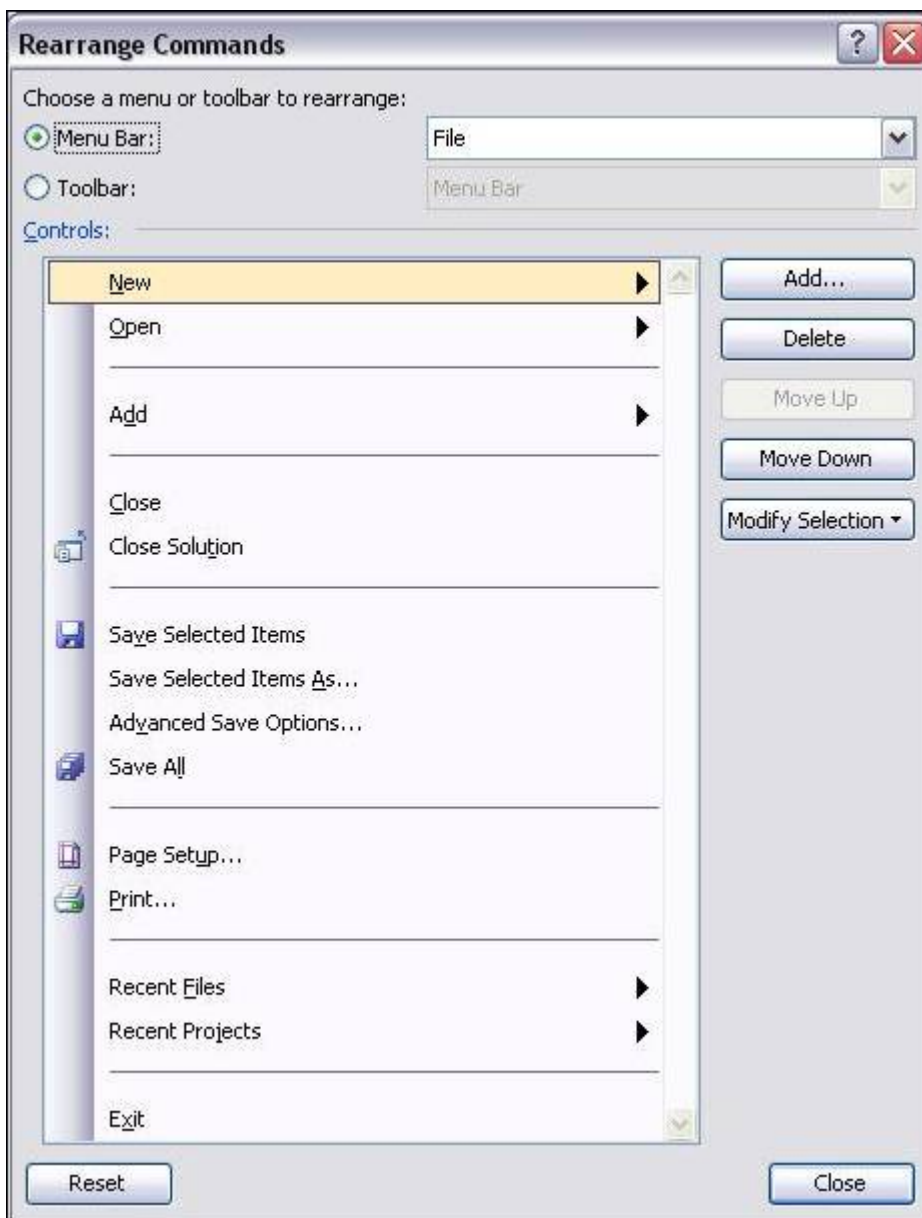 Rearrange Commands
Choose a menu or toolbar to rearrange:
Menu Bar: File
Toolbar: Menu Bar
Controls:
New
Open
Add
Close
Close Solution
Save Selected Items
Save Selected Items As...
Advanced Save Options...
Save All
Page Setup...
Print...
Recent Files
Recent Projects
Exit
Add...
Delete
Move Up
Move Down
Modify Selection
Reset
Close